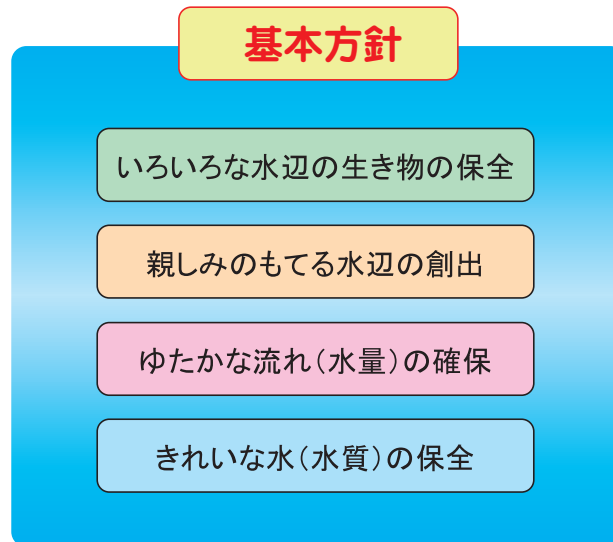 基本方針
いろいろな水辺の生き物の保全
親しみのもてる水辺の創出
ゆたかな流れ（水量）の確保
きれいな水（水質）の保全